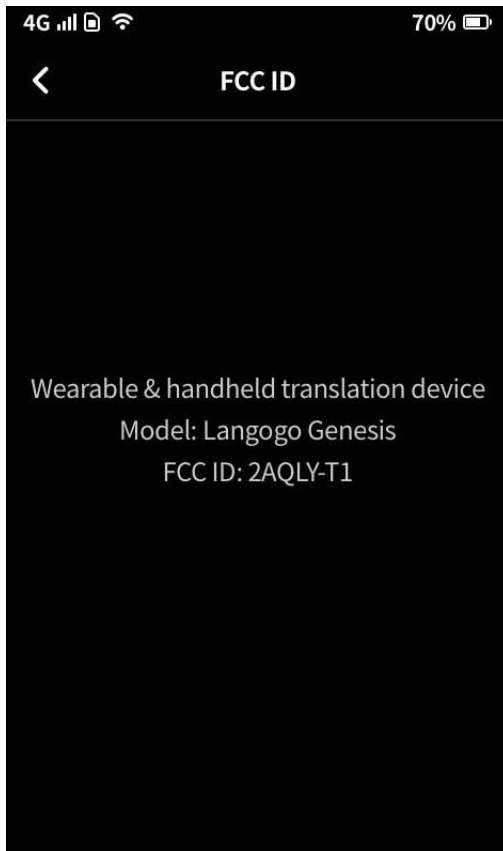 4G 70%
FCC ID
Wearable & handheld translation device
Model: Langogo Genesis
FCC ID: 2AQLY-T1